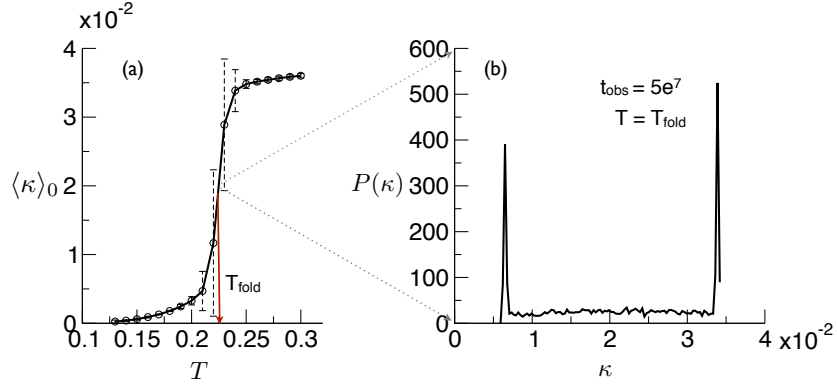 x10⁻²
4
3
⟨κ⟩₀ 2
1
0
0.1 0.15 0.2 0.25 0.3
T
(a)
T_fold
600
500
400
P(κ) 300
200
100
0
0 1 2 3 4 x10⁻²
κ
(b)
t_obs = 5e⁷
T = T_fold